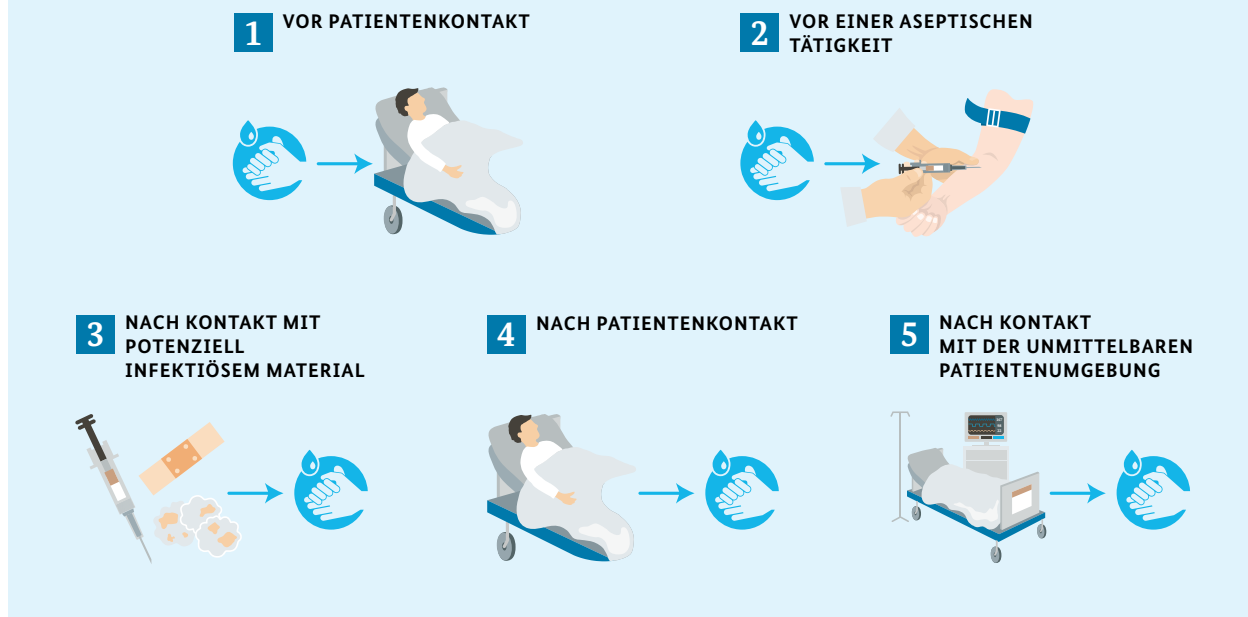 1 VOR PATIENTENKONTAKT
2 VOR EINER ASEPTISCHEN
TÄTIGKEIT
3 NACH KONTAKT MIT
POTENZIELL
INFEKTIÖSEM MATERIAL
4 NACH PATIENTENKONTAKT
5 NACH KONTAKT
MIT DER UNMITTELBAREN
PATIENTENUMGEBUNG